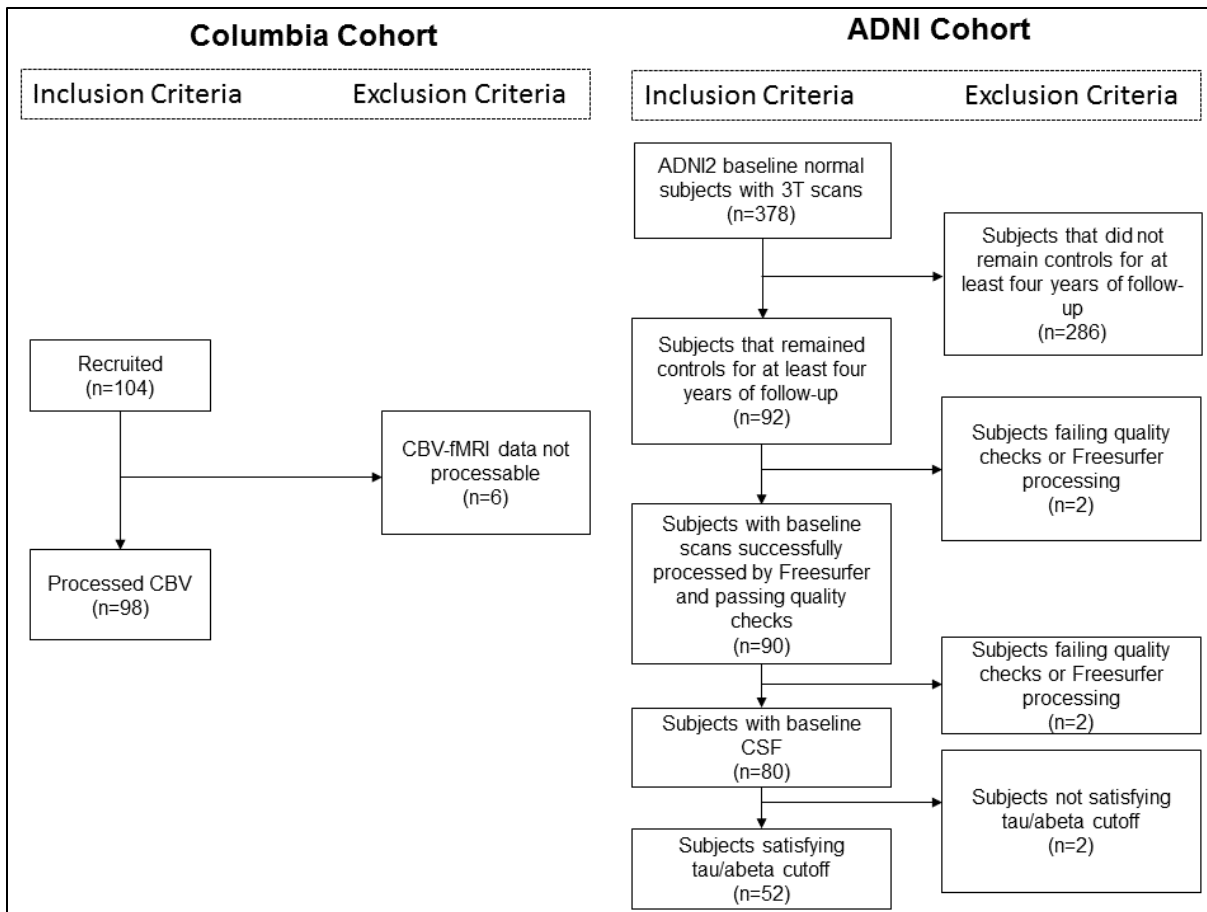 Columbia Cohort
Inclusion Criteria
Exclusion Criteria
Recruited
(n=104)
CBV-fMRI data not
processable
(n=6)
Processed CBV
(n=98)
ADNI Cohort
Inclusion Criteria
Exclusion Criteria
ADNI2 baseline normal
subjects with 3T scans
(n=378)
Subjects that did not
remain controls for at
least four years of follow-
up
(n=286)
Subjects that remained
controls for at least four
years of follow-up
(n=92)
Subjects failing quality
checks or Freesurfer
processing
(n=2)
Subjects with baseline
scans successfully
processed by Freesurfer
and passing quality
checks
(n=90)
Subjects failing quality
checks or Freesurfer
processing
(n=2)
Subjects with baseline
CSF
(n=80)
Subjects not satisfying
tau/abeta cutoff
(n=2)
Subjects satisfying
tau/abeta cutoff
(n=52)